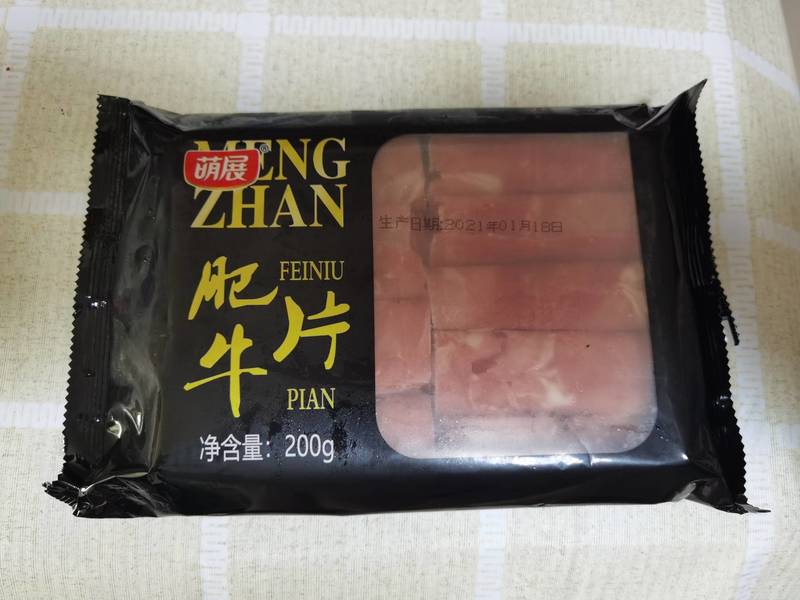 MENG
萌展®
ZHAN
肥牛片
FEINIU
PIAN
净含量：200g
生产日期:2021年01月18日